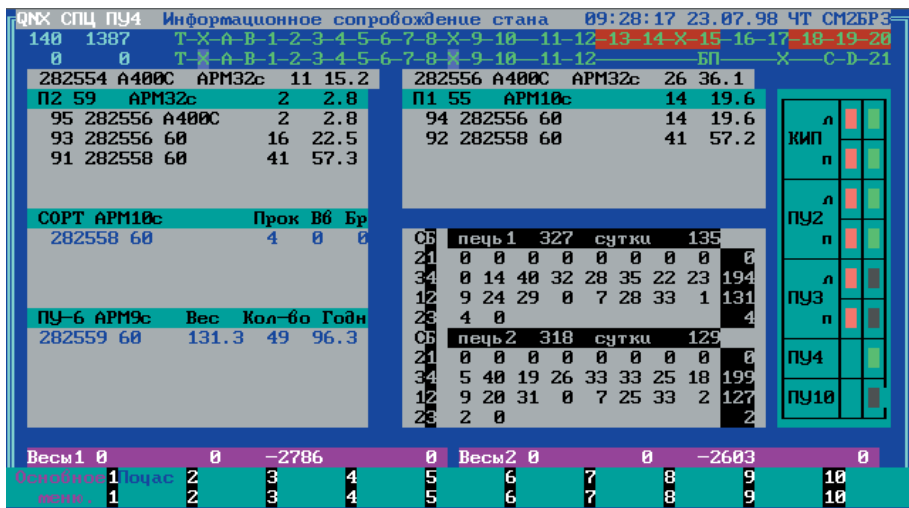 QNX СПЦ ПУ4 Информационное сопровождение стана 09:28:17 23.07.98 ЧТ СМ2БР3
140 1387 Т-Х-А-В-1-2-3-4-5-6-7-8-Х-9-10--11-12-13-14-Х-15-16-17-18-19-20
0 0 Т-Х-А-В-1-2-3-4-5-6-7-8-Х-9-10--11-12------БП-----Х---С-D-21
282554 А400С АРМ32с 11 15.2 282556 А400С АРМ32с 26 36.1
П2 59 АРМ32с 2 2.8 П1 55 АРМ10с 14 19.6
95 282556 А400С 2 2.8 94 282556 60 14 19.6
93 282556 60 16 22.5 92 282558 60 41 57.2
91 282558 60 41 57.3
КИП л п
ПУ2 л п
ПУ3 л п
ПУ4
ПУ10
СОРТ АРМ10с Прок Вб Бр
282558 60 4 0 0
ПУ-6 АРМ9с Вес Кол-во Годн
282559 60 131.3 49 96.3
СБ пець1 327 сутки 135
21 0 0 0 0 0 0 0 0 0
34 0 14 40 32 28 35 22 23 194
12 9 24 29 0 7 28 33 1 131
23 4 0 4
СБ пець2 318 сутки 129
21 0 0 0 0 0 0 0 0 0
34 5 40 19 26 33 33 25 18 199
12 9 20 31 0 7 25 33 2 127
23 2 0 2
Весы1 0 0 -2786 0 Весы2 0 0 -2603 0
Основное 1 Поцас 2 3 4 5 6 7 8 9 10
меню. 1 2 3 4 5 6 7 8 9 10